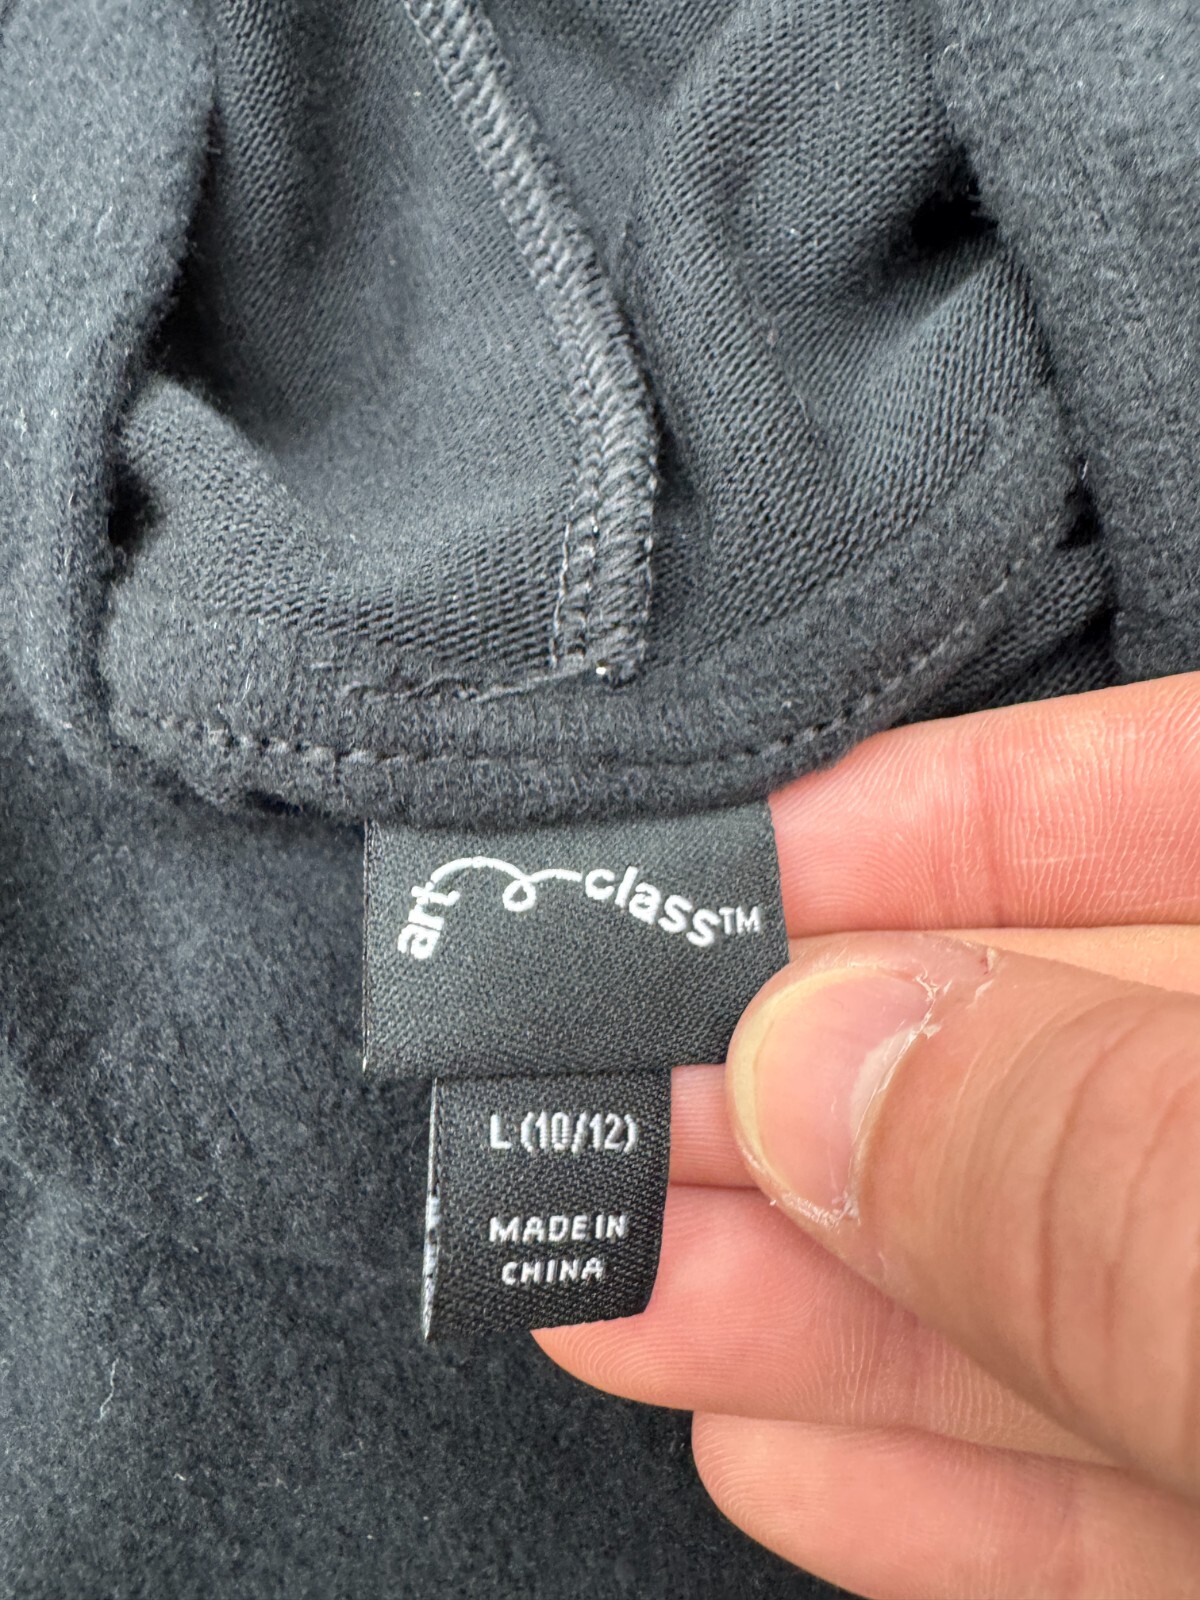 art class™
L (10/12)
MADE IN
CHINA